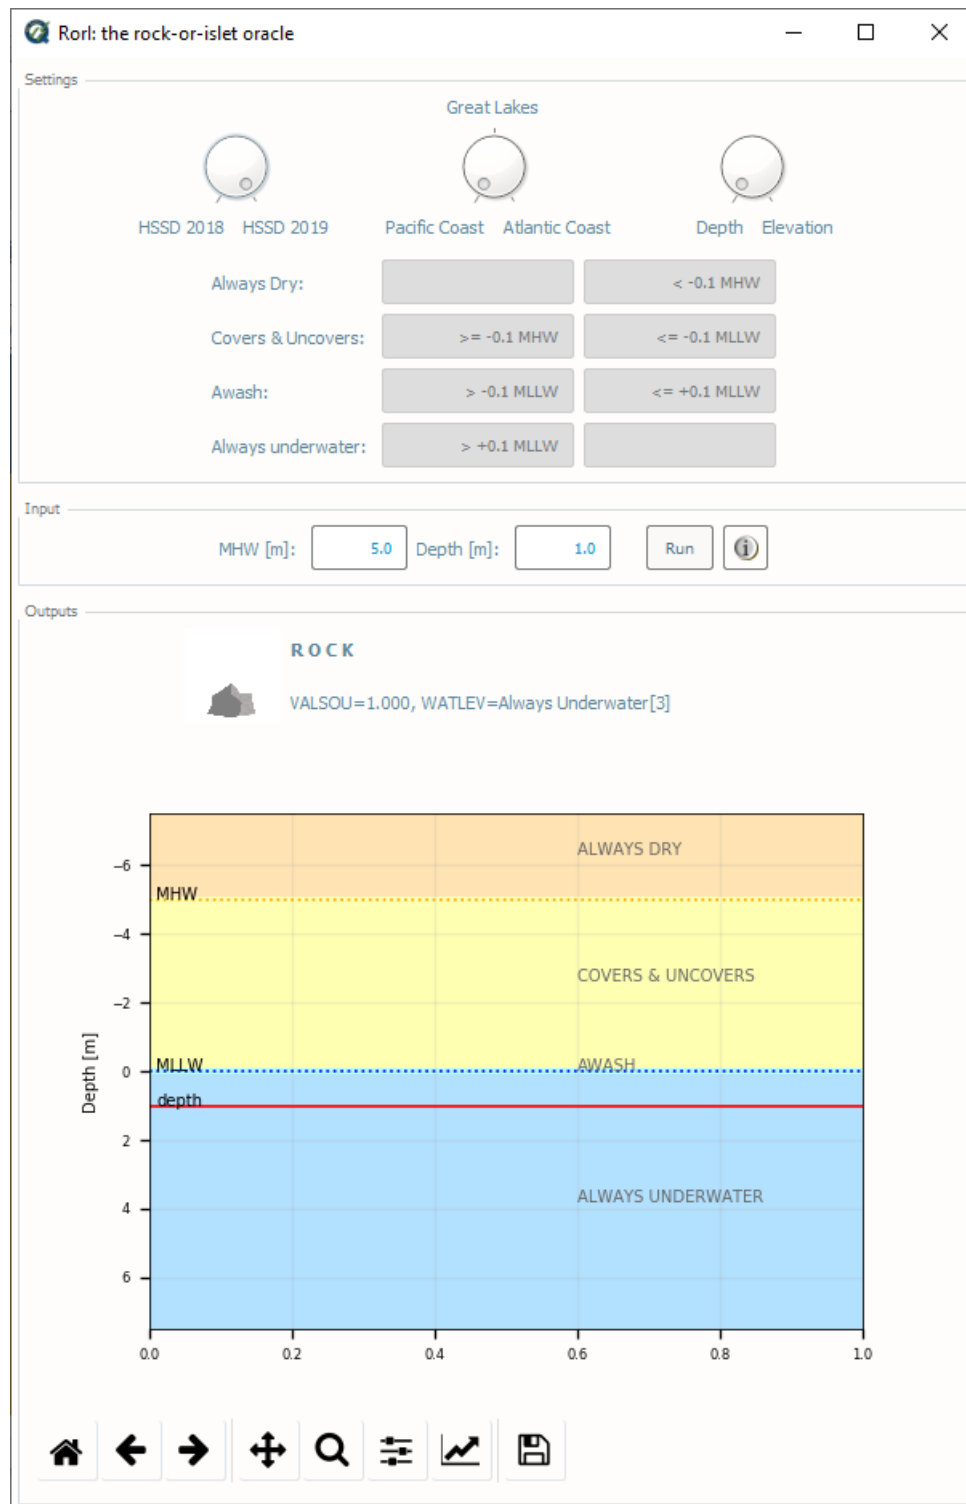 RorI: the rock-or-islet oracle
Settings
Great Lakes
HSSD 2018 HSSD 2019 Pacific Coast Atlantic Coast Depth Elevation
Always Dry: < -0.1 MHW
Covers & Uncovers: >= -0.1 MHW <= -0.1 MLLW
Awash: > -0.1 MLLW <= +0.1 MLLW
Always underwater: > +0.1 MLLW
Input
MHW [m]: 5.0 Depth [m]: 1.0 Run
Outputs
ROCK
VALSOU=1.000, WATLEV=Always Underwater[3]
ALWAYS DRY
−6
MHW
−4
COVERS & UNCOVERS
−2
MLLW AWASH
0
depth
Depth [m]
2
ALWAYS UNDERWATER
4
6
0.0 0.2 0.4 0.6 0.8 1.0